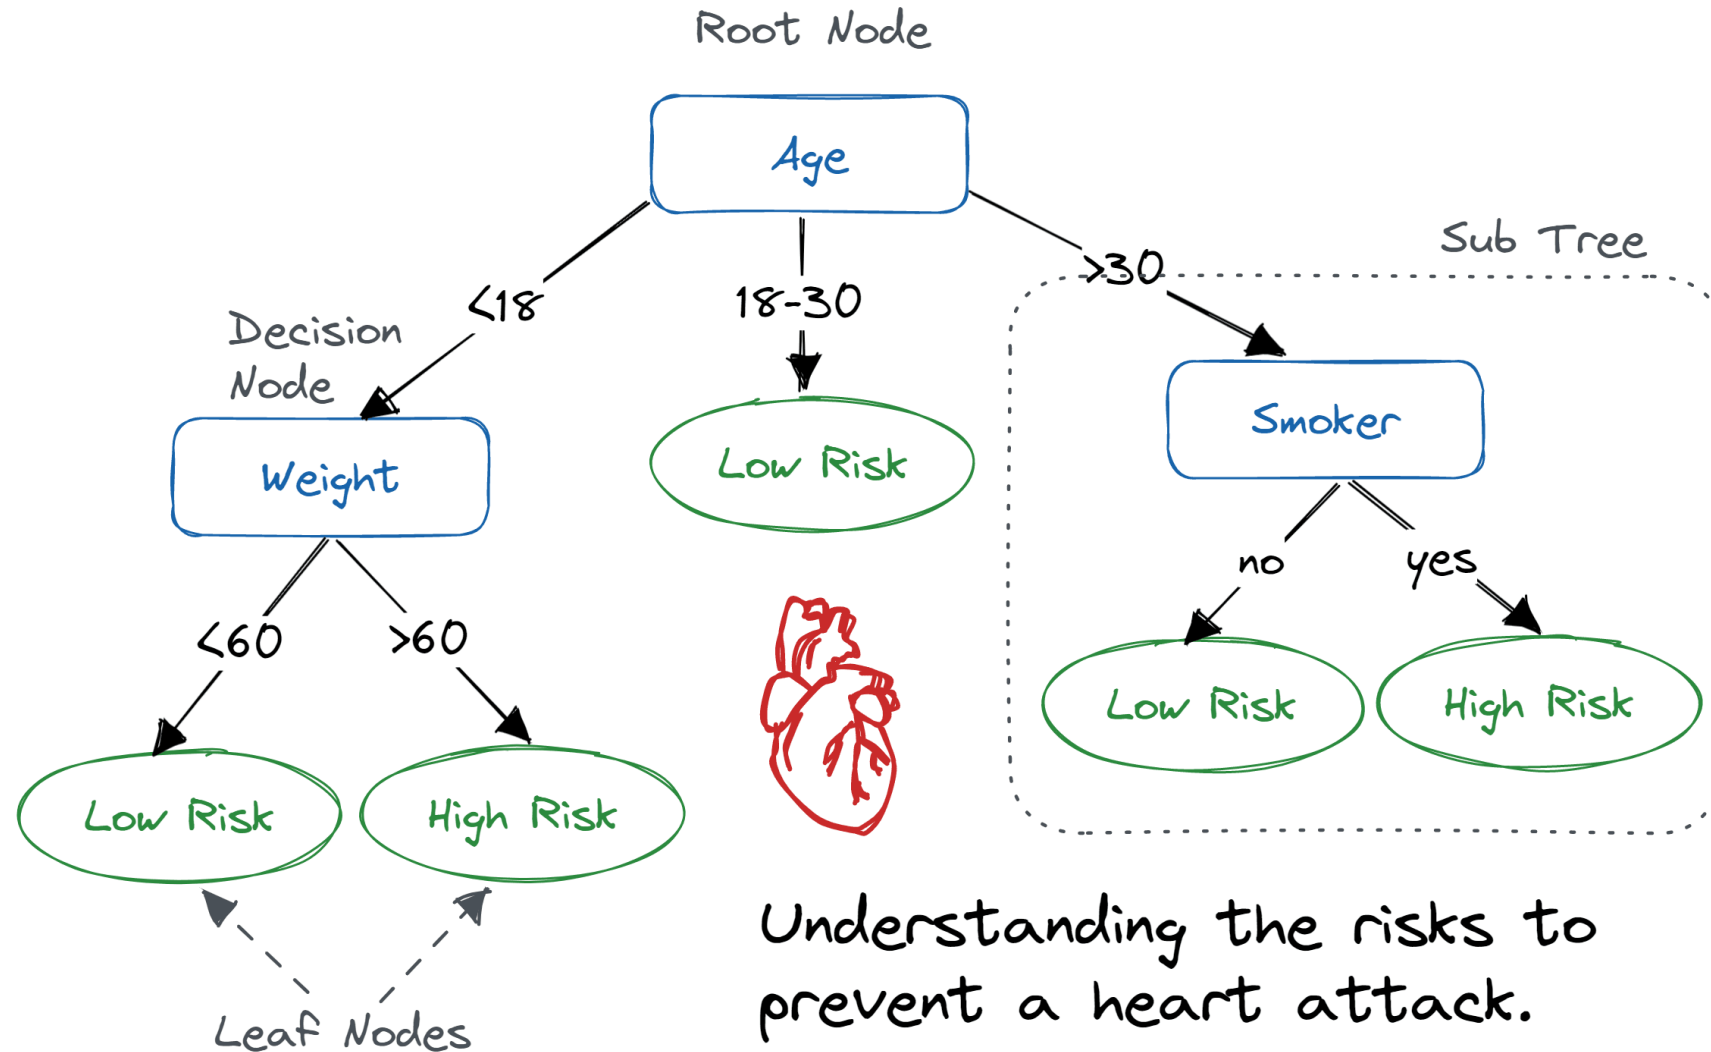 Root Node
Age
Sub Tree
>30
<18
18-30
Decision
Node
Smoker
Low Risk
Weight
no
yes
<60
>60
Low Risk
High Risk
Low Risk
High Risk
Understanding the risks to
prevent a heart attack.
Leaf Nodes